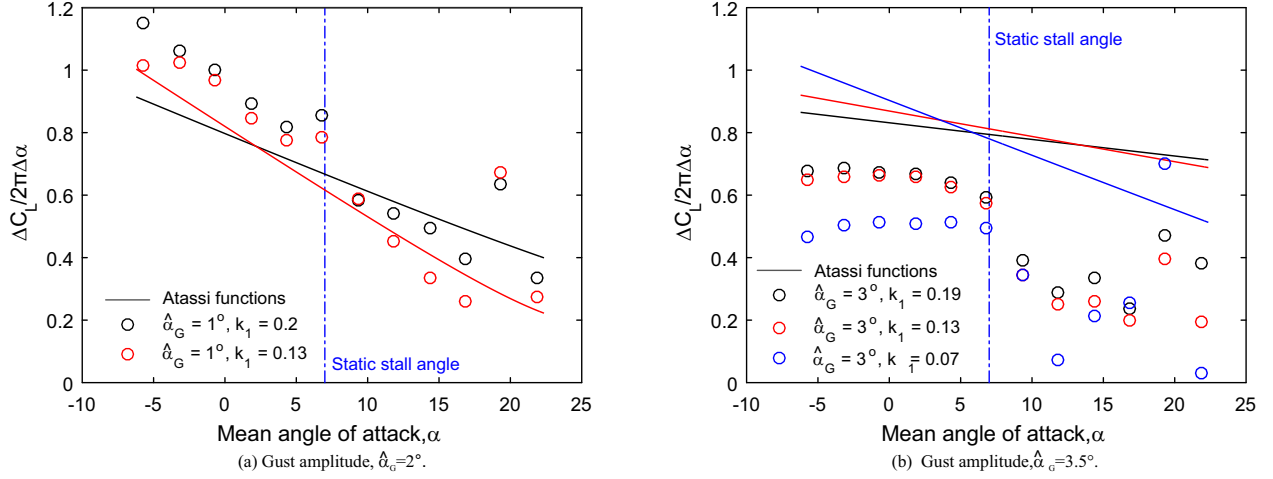 1.2
1
0.8
0.6
0.4
0.2
0
ΔC_L/2πΔα
Static stall angle
Atassi functions
α̂_G = 1°, k_1 = 0.2
α̂_G = 1°, k_1 = 0.13
-10 -5 0 5 10 15 20 25
Mean angle of attack,α
(a) Gust amplitude, α̂_G=2°.
1.2
1
0.8
0.6
0.4
0.2
0
ΔC_L/2πΔα
Static stall angle
Atassi functions
α̂_G = 3°, k_1 = 0.19
α̂_G = 3°, k_1 = 0.13
α̂_G = 3°, k_1 = 0.07
-10 -5 0 5 10 15 20 25
Mean angle of attack,α
(b) Gust amplitude,α̂_G=3.5°.